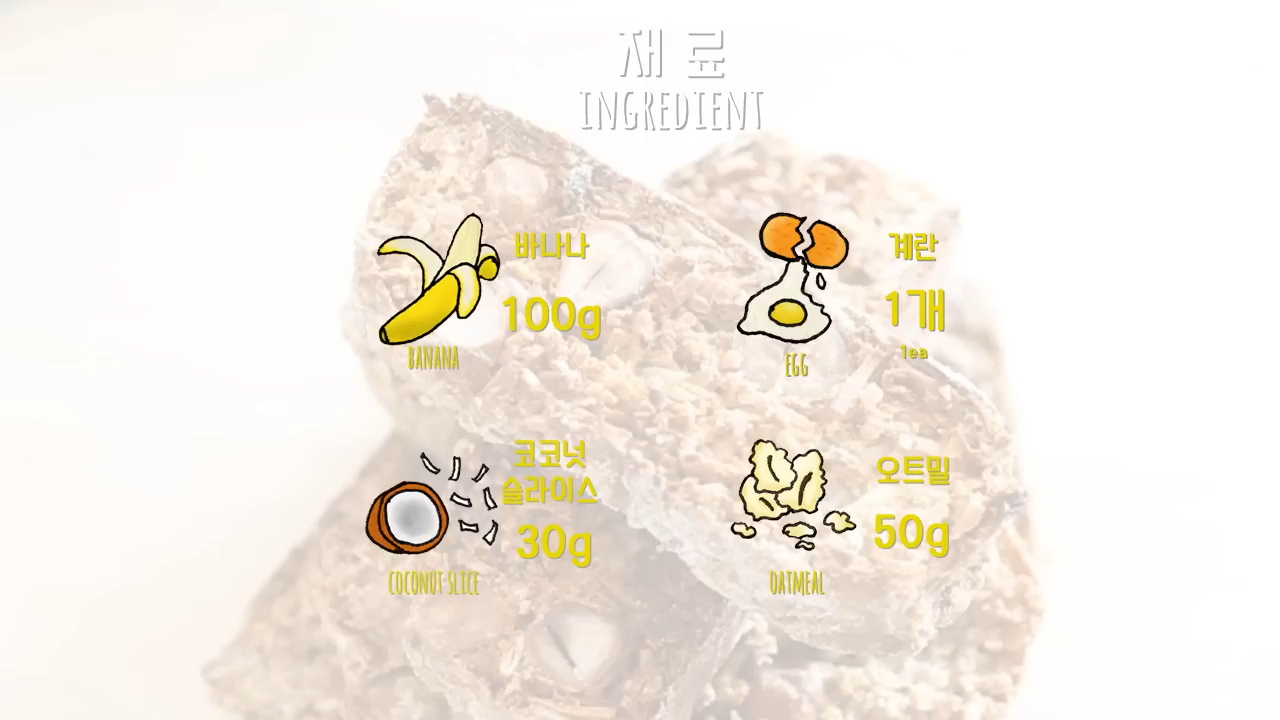 재료
INGREDIENT
바나나
100g
BANANA
계란
1개
1ea
EGG
코코넛
슬라이스
30g
COCONUT SLICE
오트밀
50g
OATMEAL